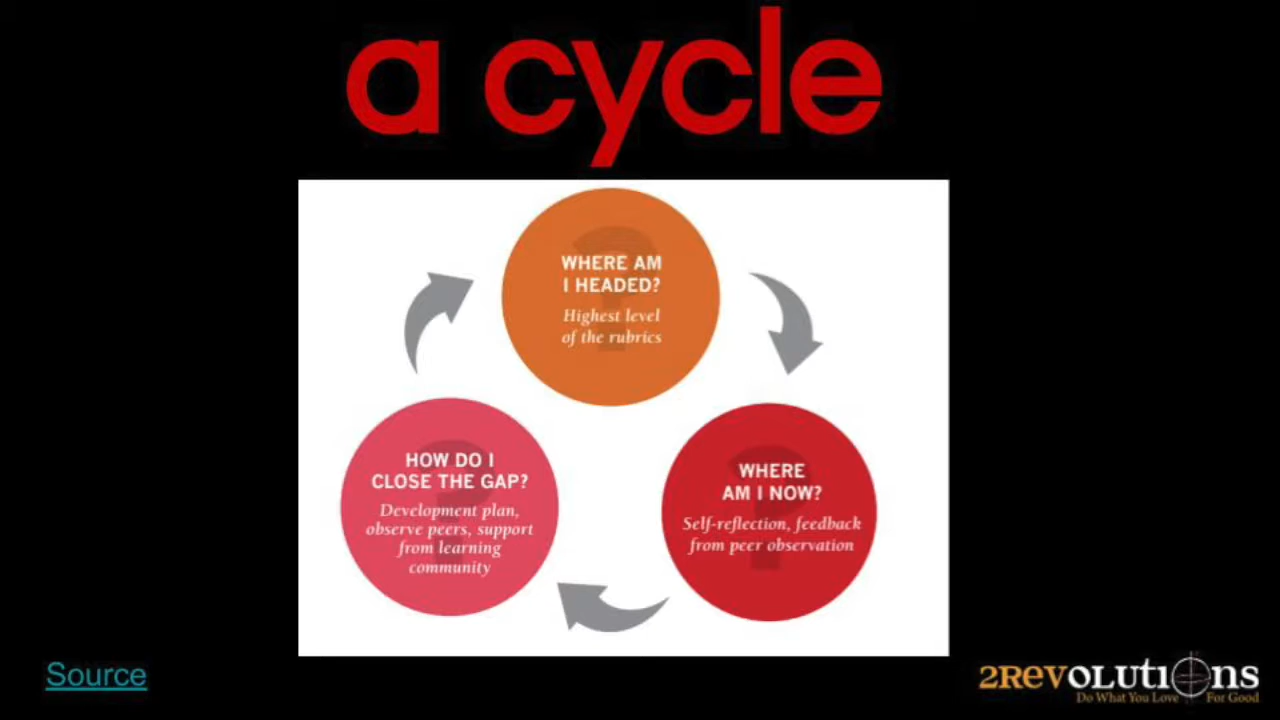 a cycle
WHERE AM
I HEADED?
Highest level
of the rubrics
WHERE
AM I NOW?
Self-reflection, feedback
from peer observation
HOW DO I
CLOSE THE GAP?
Development plan,
observe peers, support
from learning
community
Source
2REVOLUTIONS
Do What You Love For Good